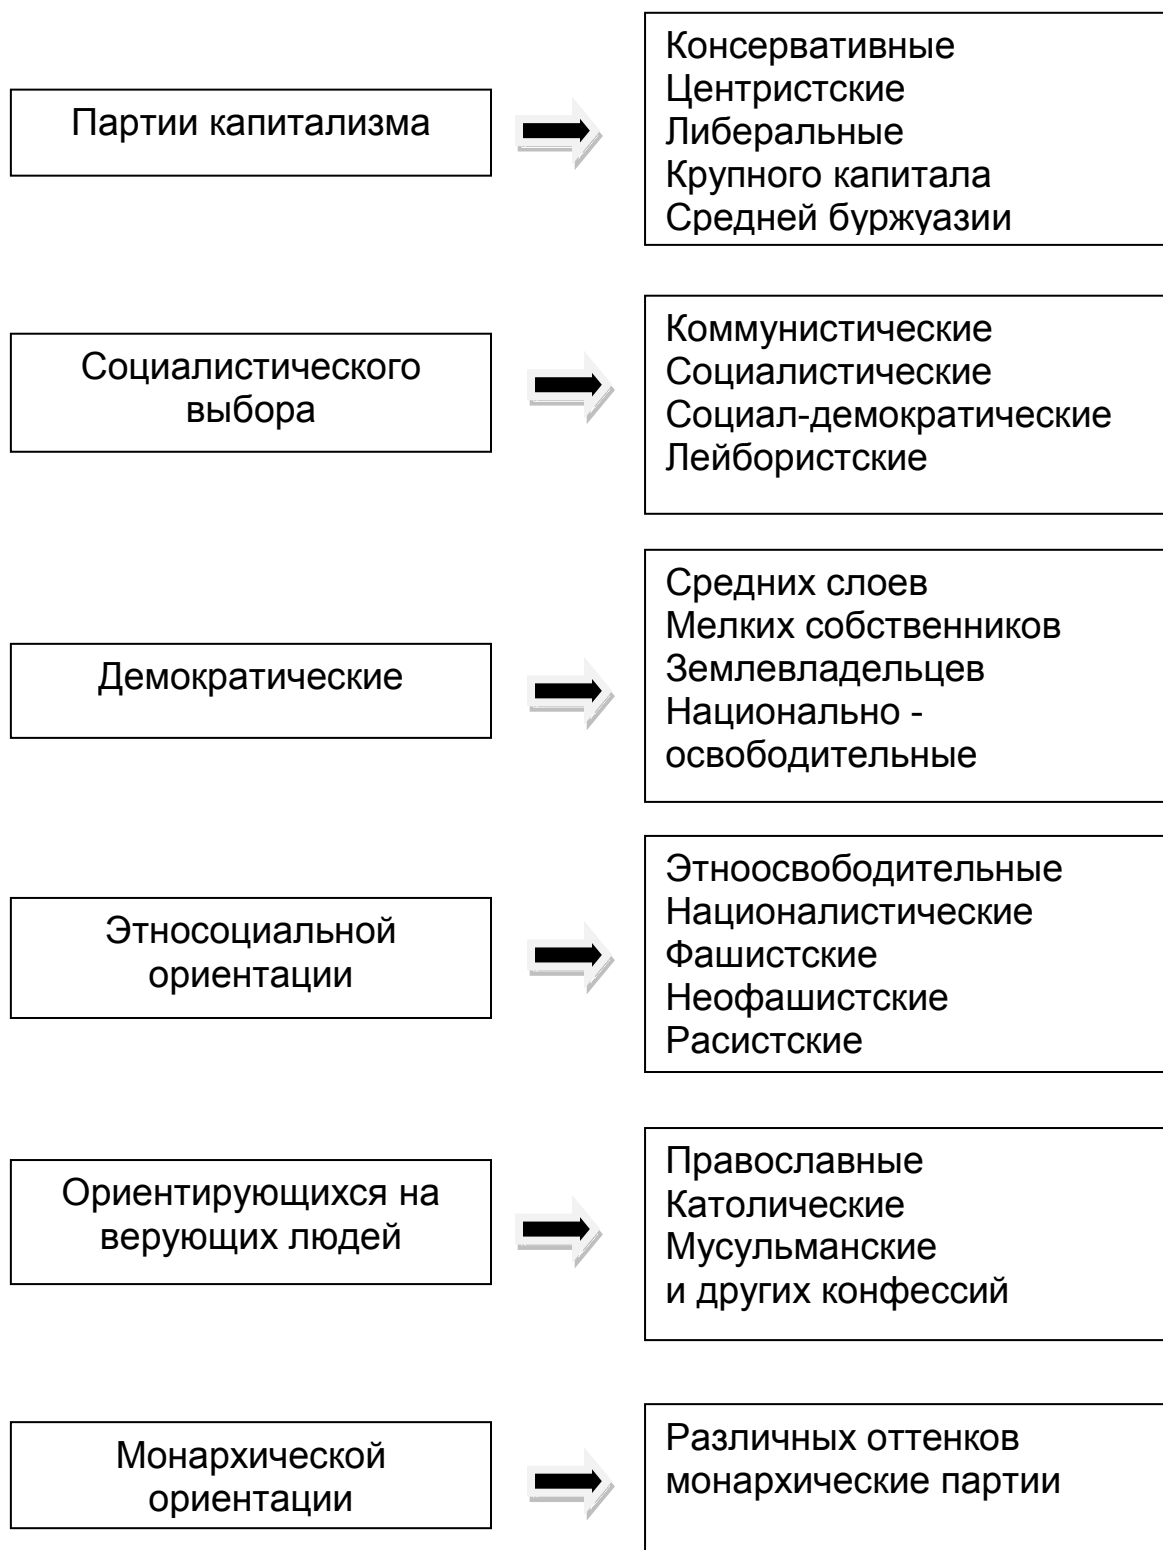 Партии капитализма
Консервативные
Центристские
Либеральные
Крупного капитала
Средней буржуазии
Социалистического
выбора
Коммунистические
Социалистические
Социал-демократические
Лейбористские
Демократические
Средних слоев
Мелких собственников
Землевладельцев
Национально -
освободительные
Этносоциальной
ориентации
Этноосвободительные
Националистические
Фашистские
Неофашистские
Расистские
Ориентирующихся на
верующих людей
Православные
Католические
Мусульманские
и других конфессий
Монархической
ориентации
Различных оттенков
монархические партии